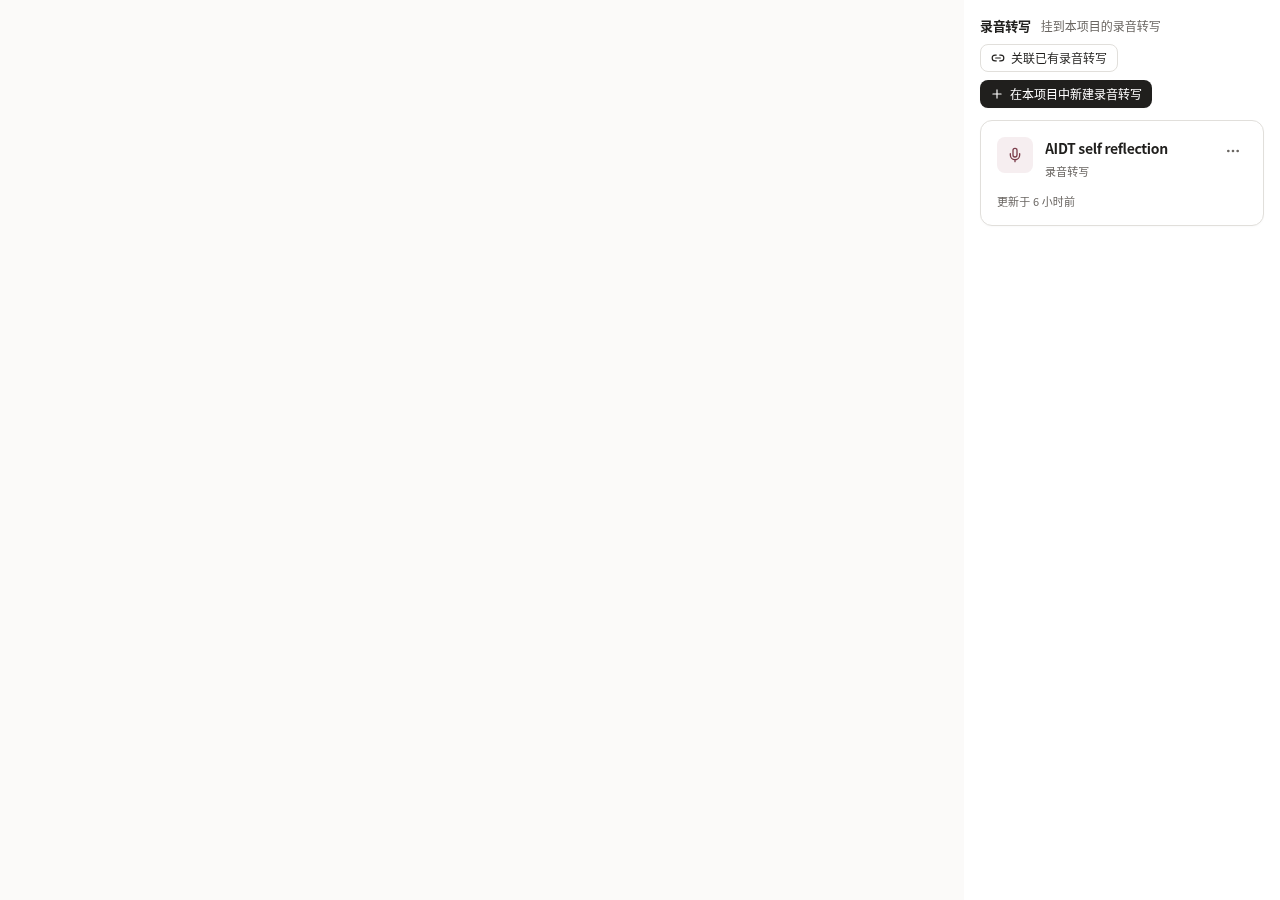 录音转写 挂到本项目的录音转写
关联已有录音转写
在本项目中新建录音转写
AIDT self reflection
录音转写
更新于 6 小时前